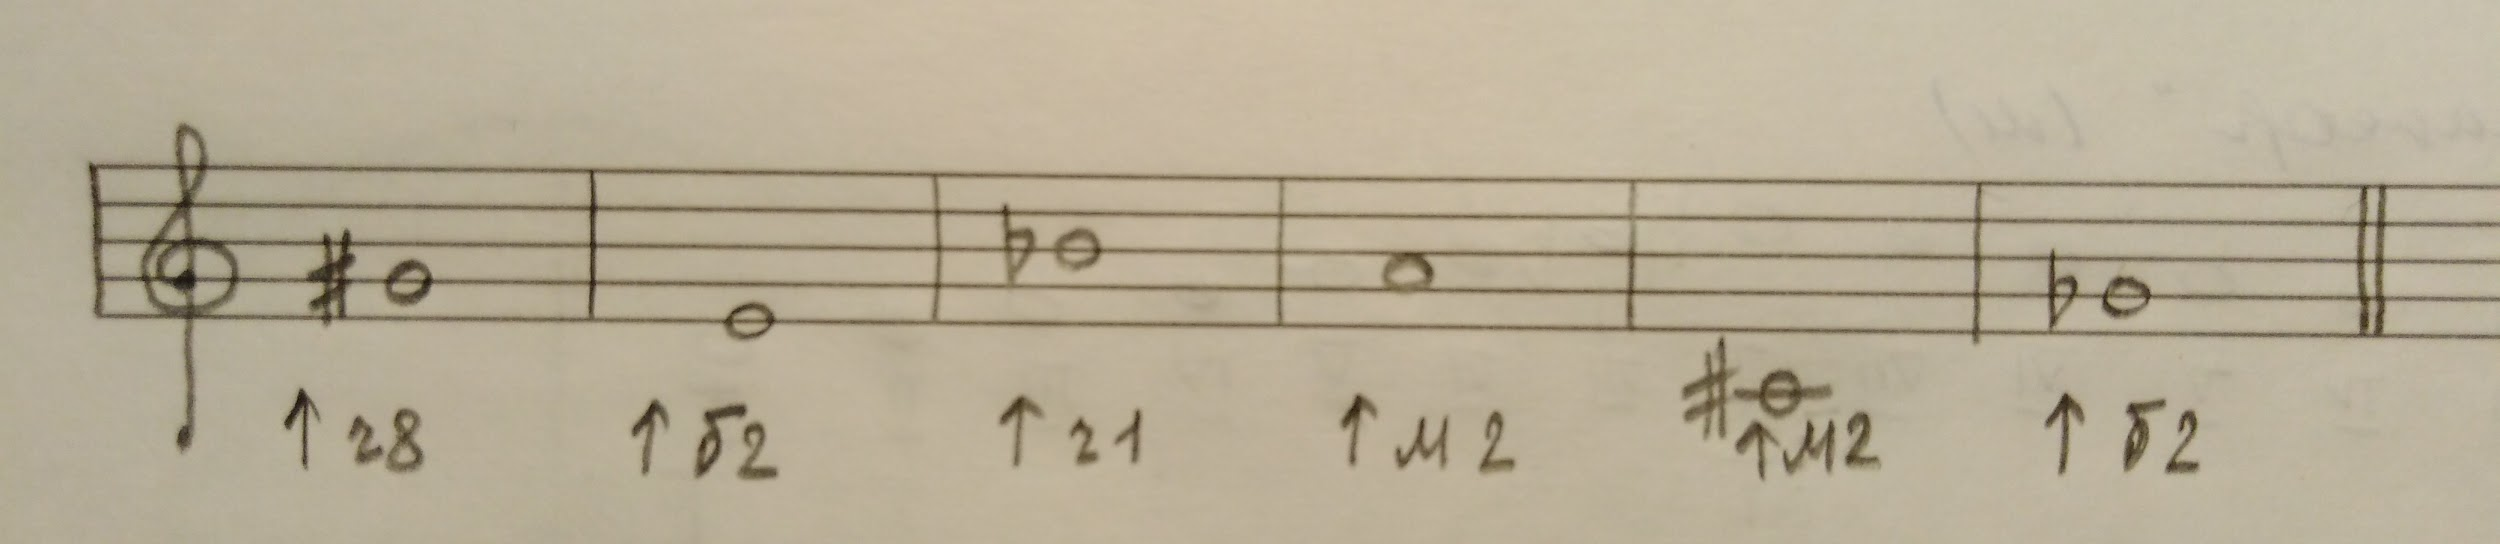 ↑ ч8 ↑ б2 ↑ ч1 ↑ м2 ↑ м2 ↑ б2